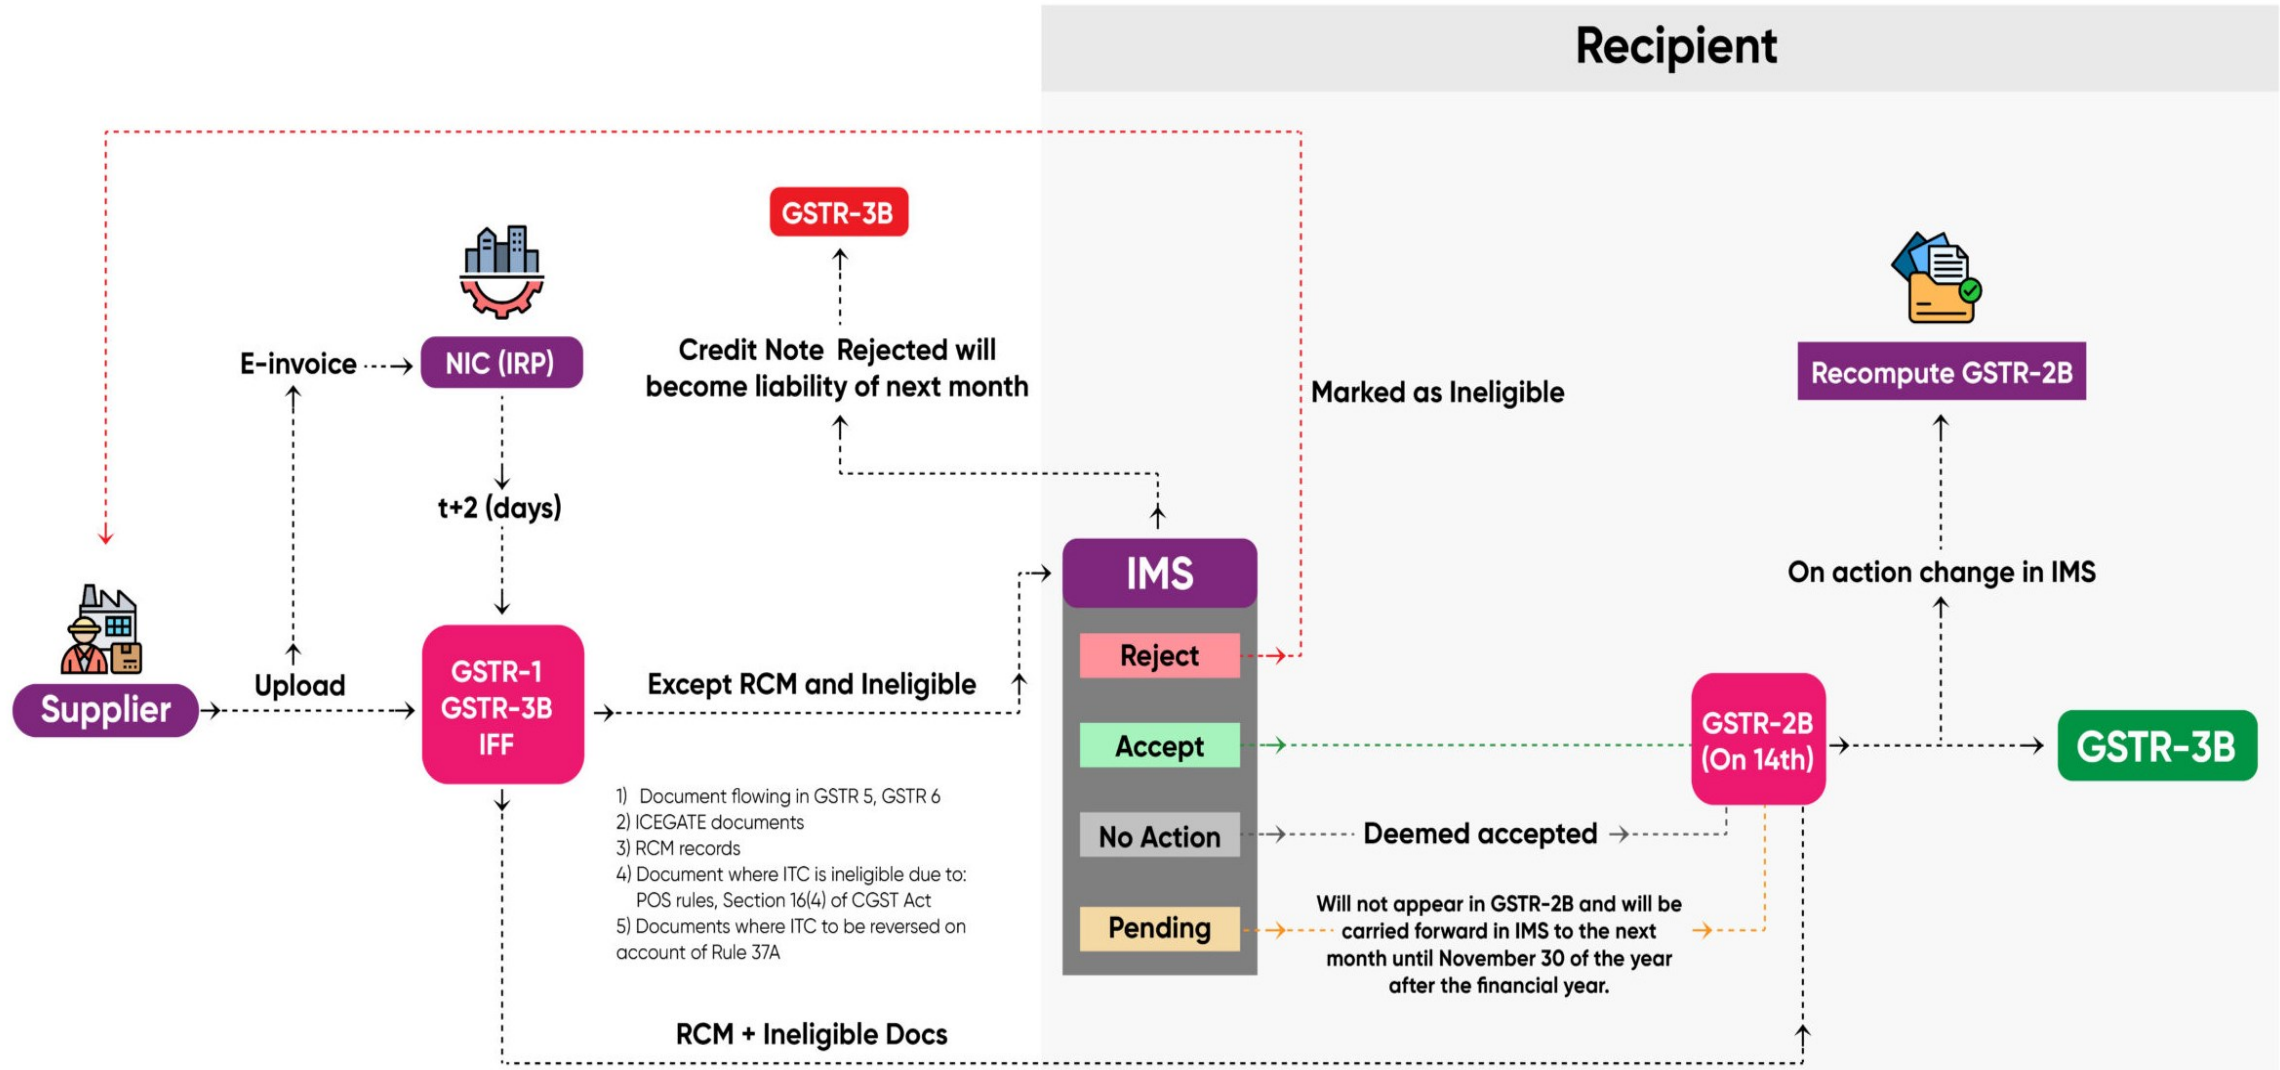 Recipient
GSTR-3B
E-invoice
NIC (IRP)
Credit Note Rejected will
become liability of next month
Marked as Ineligible
Recompute GSTR-2B
t+2 (days)
On action change in IMS
Supplier
Upload
GSTR-1
GSTR-3B
IFF
Except RCM and Ineligible
1) Document flowing in GSTR 5, GSTR 6
2) ICEGATE documents
3) RCM records
4) Document where ITC is ineligible due to:
POS rules, Section 16(4) of CGST Act
5) Documents where ITC to be reversed on
account of Rule 37A
RCM + Ineligible Docs
IMS
Reject
Accept
No Action
Deemed accepted
Pending
Will not appear in GSTR-2B and will be
carried forward in IMS to the next
month until November 30 of the year
after the financial year.
GSTR-2B
(On 14th)
GSTR-3B